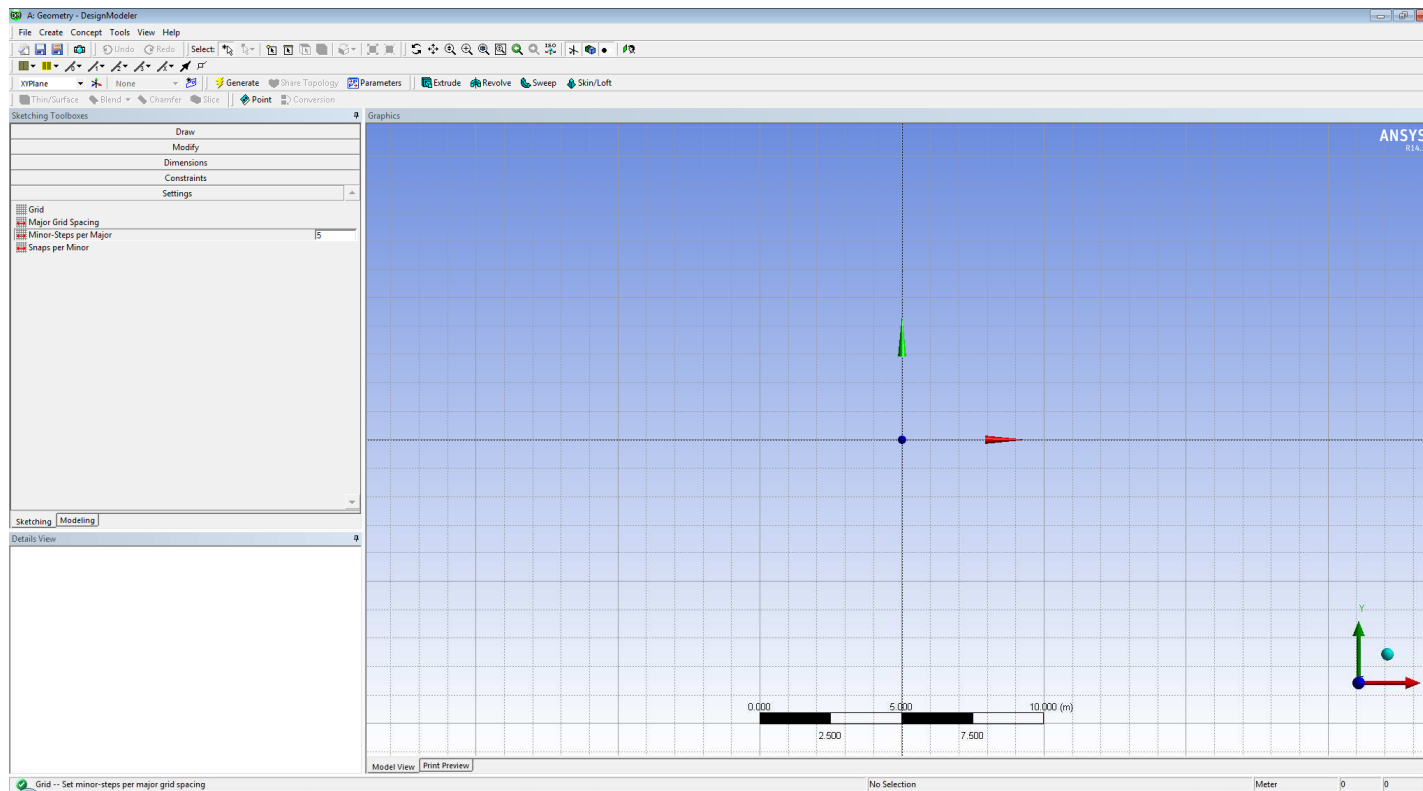 A: Geometry - DesignModeler
File Create Concept Tools View Help
Undo Redo Select: ISO
XYPlane None Generate Share Topology Parameters Extrude Revolve Sweep Skin/Loft
Thin/Surface Blend Chamfer Slice Point Conversion
Sketching Toolboxes
Draw
Modify
Dimensions
Constraints
Settings
Grid
Major Grid Spacing
Minor-Steps per Major 5
Snaps per Minor
Sketching Modeling
Details View
Graphics
ANSYS
R14.
Y
0.000 5.000 10.000 (m)
2.500 7.500
Model View Print Preview
Grid -- Set minor-steps per major grid spacing No Selection Meter 0 0